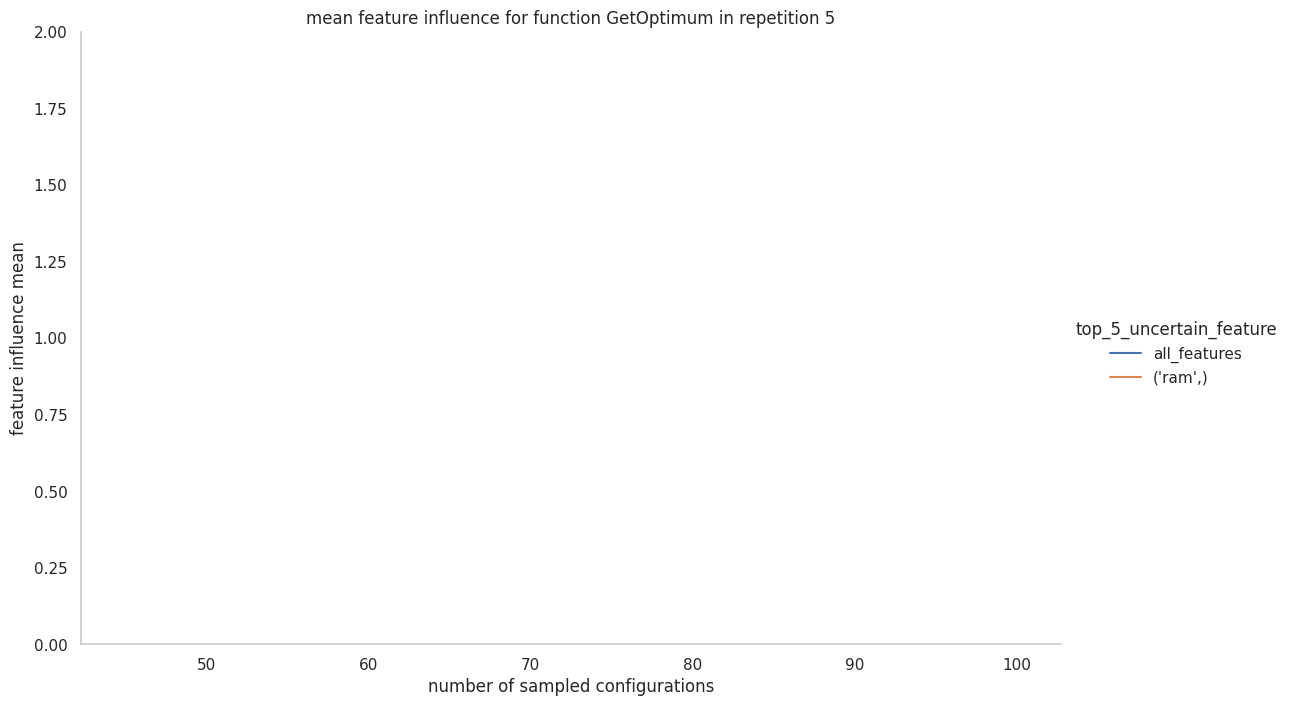 mean feature influence for function GetOptimum in repetition 5
2.00
1.75
1.50
1.25
1.00
0.75
0.50
0.25
0.00
feature influence mean
50 60 70 80 90 100
number of sampled configurations
top_5_uncertain_feature
all_features
('ram',)